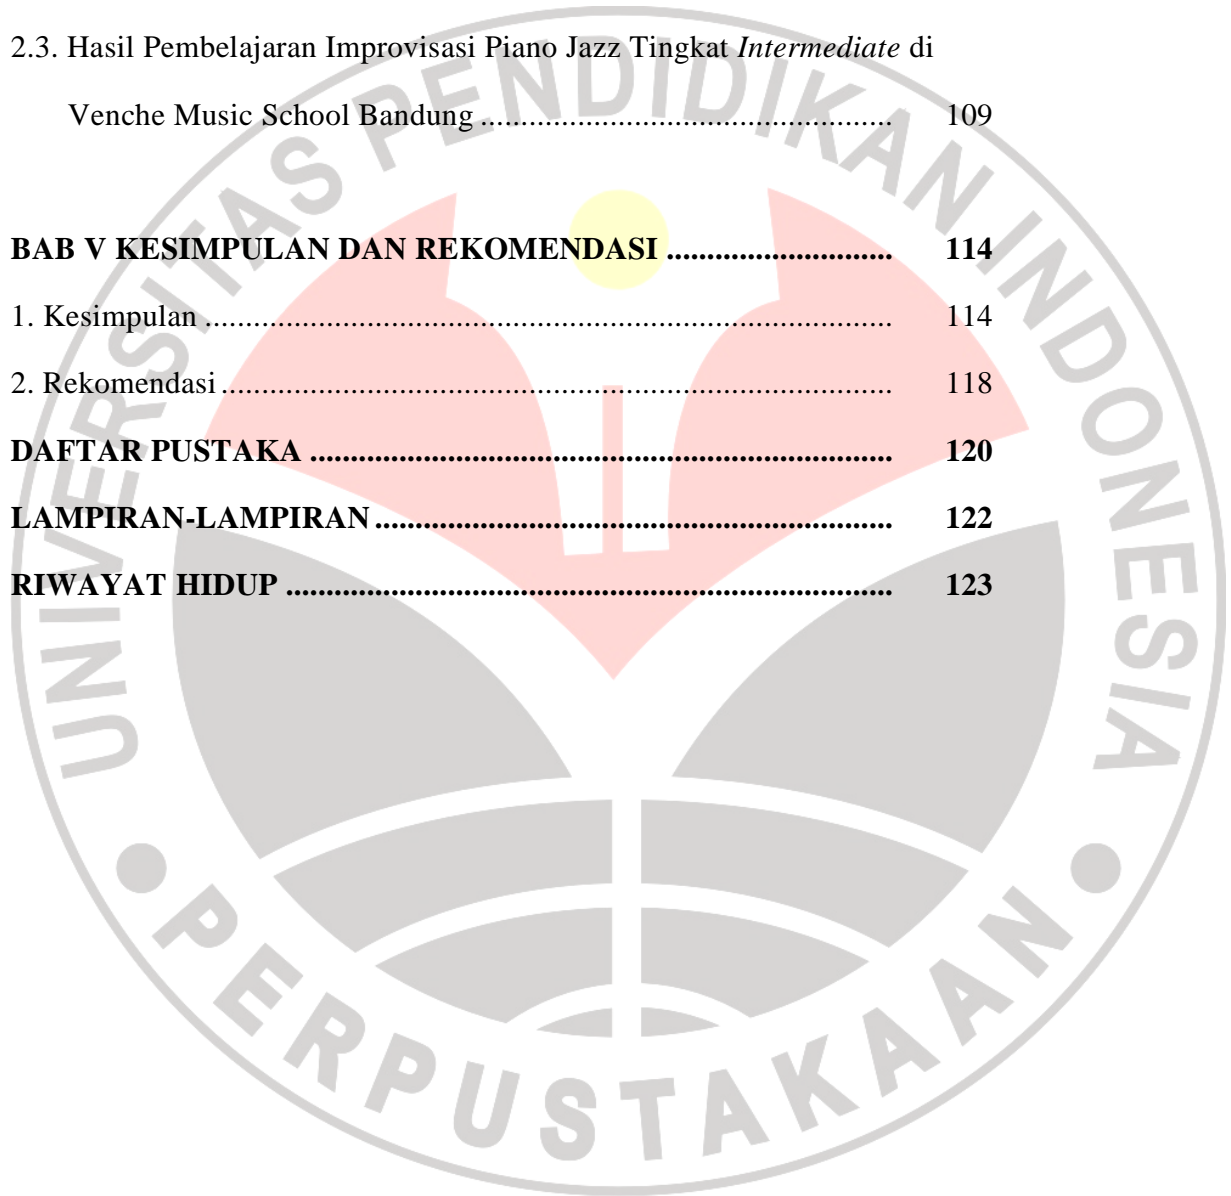 2.3. Hasil Pembelajaran Improvisasi Piano Jazz Tingkat Intermediate di
Venche Music School Bandung .................................................... 109
BAB V KESIMPULAN DAN REKOMENDASI ............................ 114
1. Kesimpulan ..................................................................................... 114
2. Rekomendasi ................................................................................... 118
DAFTAR PUSTAKA ........................................................................ 120
LAMPIRAN-LAMPIRAN ................................................................ 122
RIWAYAT HIDUP ........................................................................... 123
UNIVERSITAS PENDIDIKAN INDONESIA
PERPUSTAKAAN